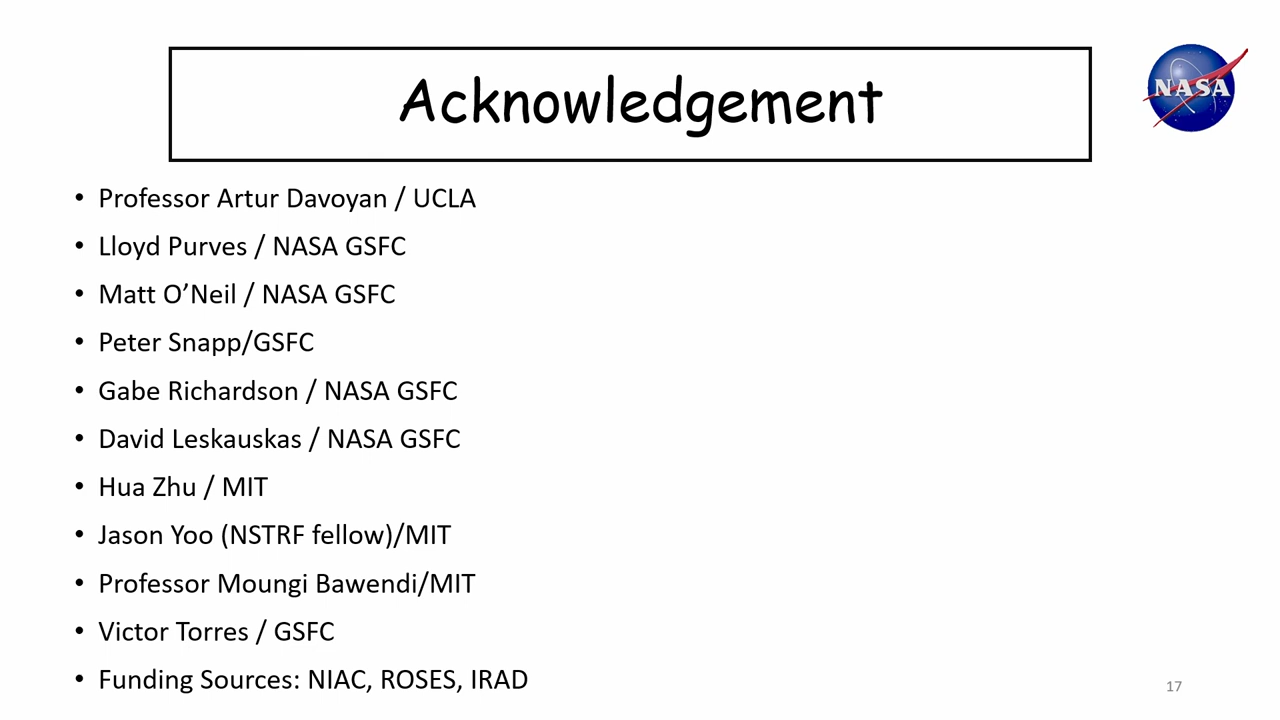 Acknowledgement
NASA
• Professor Artur Davoyan / UCLA
• Lloyd Purves / NASA GSFC
• Matt O’Neil / NASA GSFC
• Peter Snapp/GSFC
• Gabe Richardson / NASA GSFC
• David Leskauskas / NASA GSFC
• Hua Zhu / MIT
• Jason Yoo (NSTRF fellow)/MIT
• Professor Moungi Bawendi/MIT
• Victor Torres / GSFC
• Funding Sources: NIAC, ROSES, IRAD
17